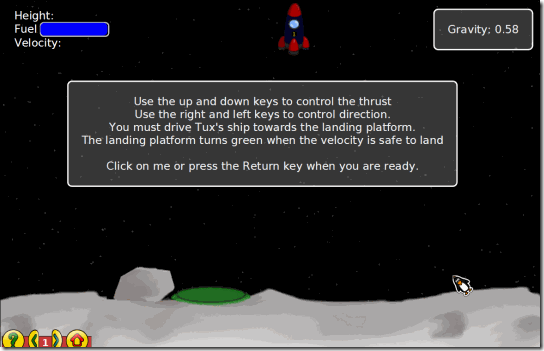 Height:
Fuel
Velocity:
Gravity: 0.58
Use the up and down keys to control the thrust
Use the right and left keys to control direction.
You must drive Tux's ship towards the landing platform.
The landing platform turns green when the velocity is safe to land
Click on me or press the Return key when you are ready.
?
1